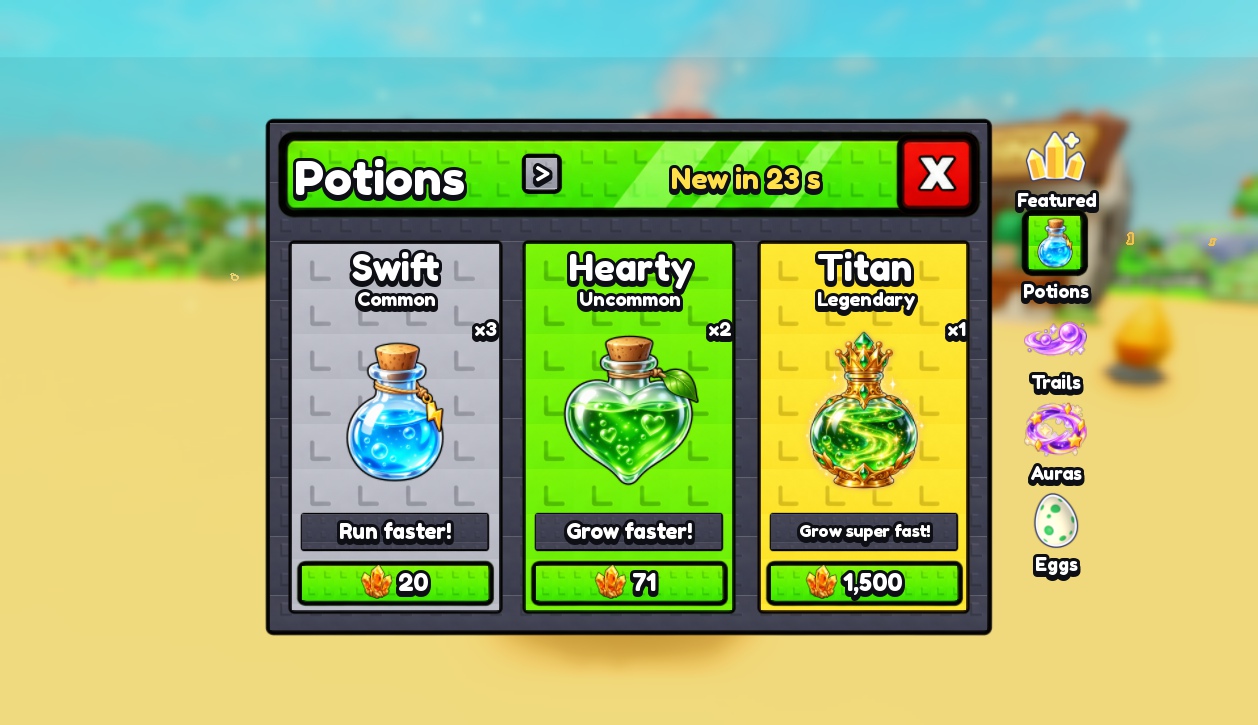 Potions
>
New in 23 s
X
Swift
Common
x3
Run faster!
20
Hearty
Uncommon
x2
Grow faster!
71
Titan
Legendary
x1
Grow super fast!
1,500
Featured
Potions
Trails
Auras
Eggs